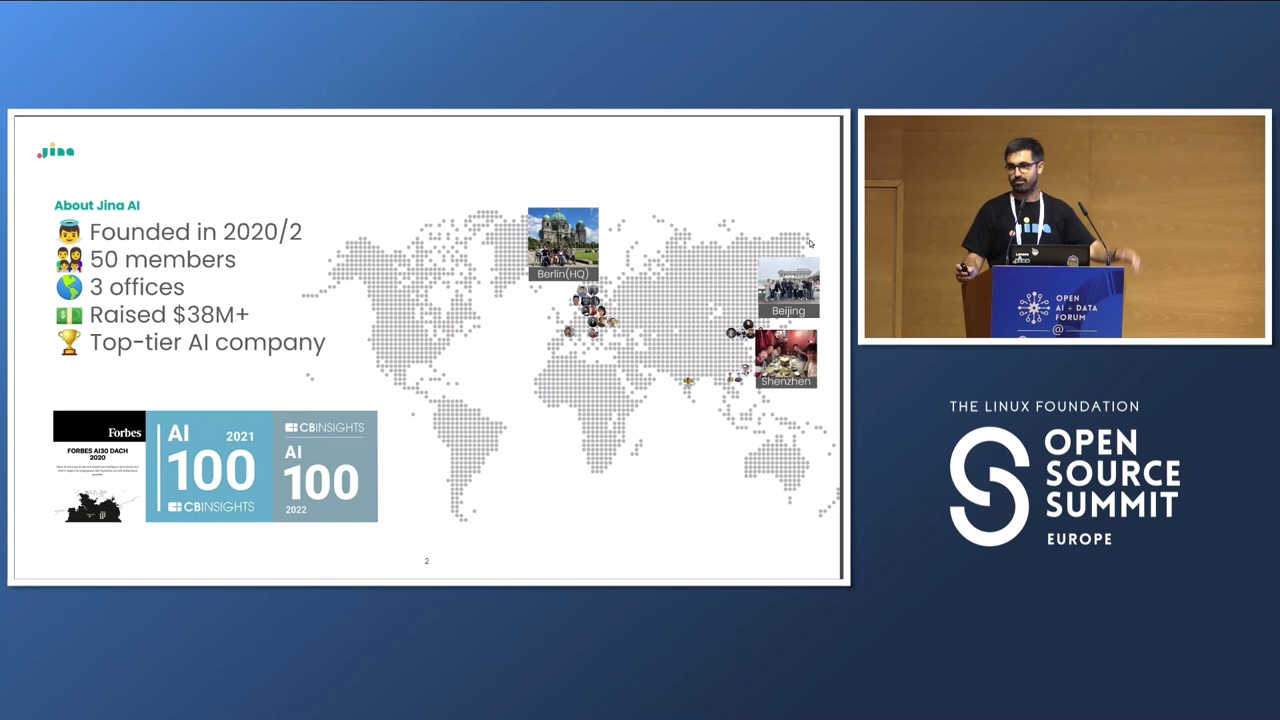 Jina
About Jina AI
Founded in 2020/2
50 members
3 offices
Raised $38M+
Top-tier AI company
Berlin(HQ)
Beijing
Shenzhen
Forbes
FORBES AI30 DACH
2020
AI 2021
100
CBINSIGHTS
CBINSIGHTS
AI
100
2022
2
Jina
OPEN
AI + DATA
FORUM
@
THE LINUX FOUNDATION
OPEN
SOURCE
SUMMIT
EUROPE